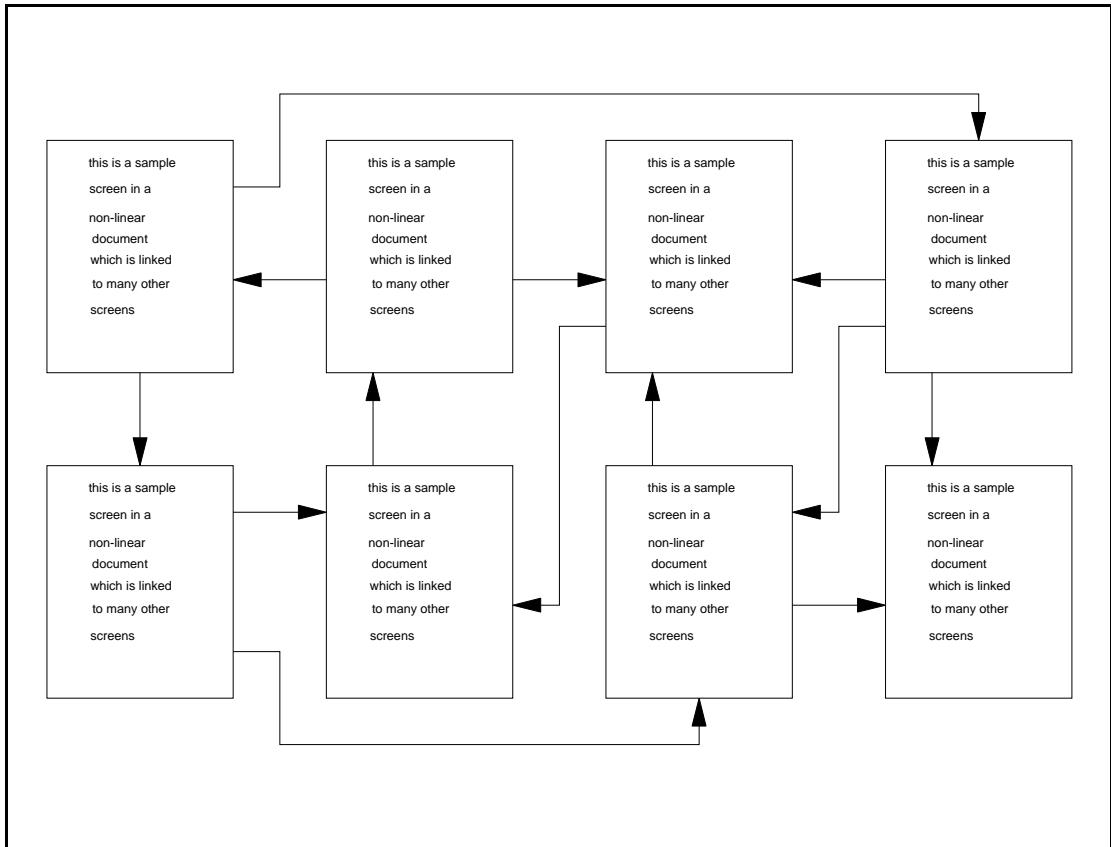 this is a sample
screen in a
non-linear
document
which is linked
to many other
screens
this is a sample
screen in a
non-linear
document
which is linked
to many other
screens
this is a sample
screen in a
non-linear
document
which is linked
to many other
screens
this is a sample
screen in a
non-linear
document
which is linked
to many other
screens
this is a sample
screen in a
non-linear
document
which is linked
to many other
screens
this is a sample
screen in a
non-linear
document
which is linked
to many other
screens
this is a sample
screen in a
non-linear
document
which is linked
to many other
screens
this is a sample
screen in a
non-linear
document
which is linked
to many other
screens